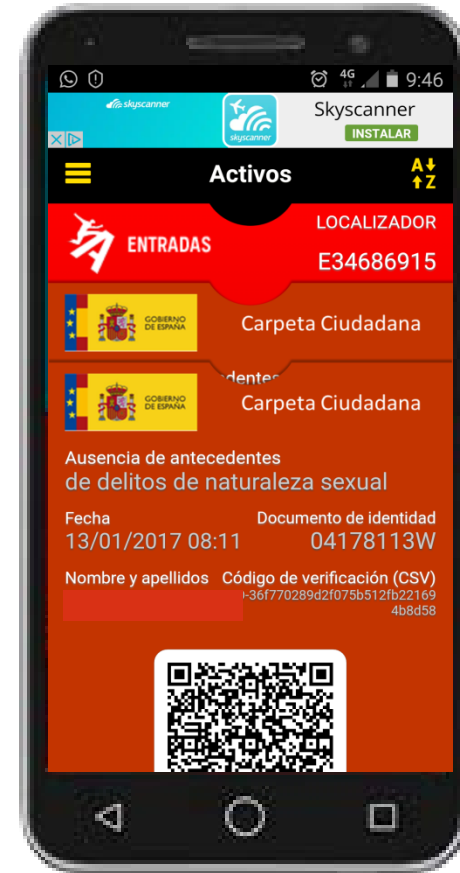 4G 9:46
skyscanner
skyscanner
Skyscanner
INSTALAR
Activos
A Z
ENTRADAS
LOCALIZADOR
E34686915
GOBIERNO
DE ESPAÑA
Carpeta Ciudadana
GOBIERNO
DE ESPAÑA
Carpeta Ciudadana
Ausencia de antecedentes
de delitos de naturaleza sexual
Fecha
13/01/2017 08:11
Documento de identidad
04178113W
Nombre y apellidos
Código de verificación (CSV)
-36f770289d2f075b512fb22169
4b8d58